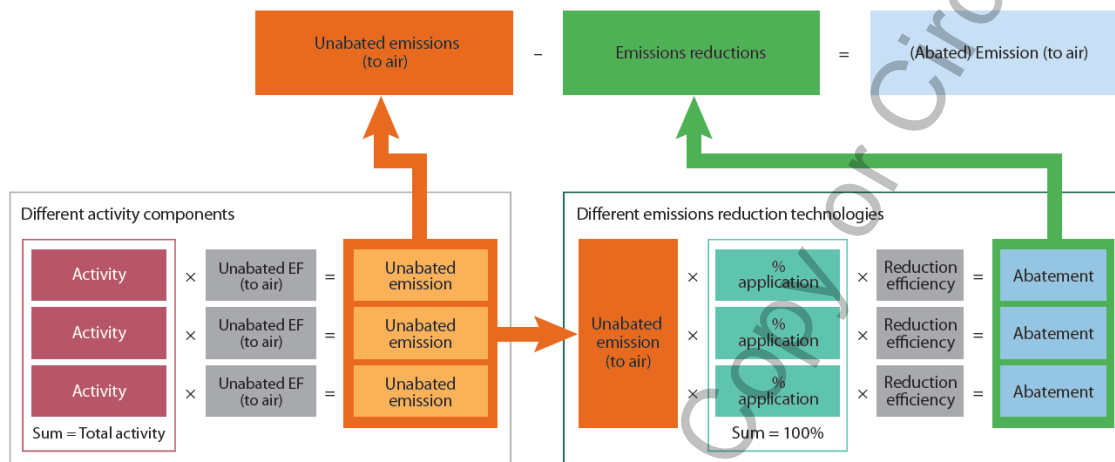 Unabated emissions
(to air)
–
Emissions reductions
=
(Abated) Emission (to air)
Different activity components
Activity
×
Unabated EF
(to air)
=
Unabated
emission
Activity
×
Unabated EF
(to air)
=
Unabated
emission
Activity
×
Unabated EF
(to air)
=
Unabated
emission
Sum = Total activity
Different emissions reduction technologies
Unabated
emission
(to air)
×
%
application
×
Reduction
efficiency
=
Abatement
×
%
application
×
Reduction
efficiency
=
Abatement
×
%
application
×
Reduction
efficiency
=
Abatement
Sum = 100%
Copy or Circ